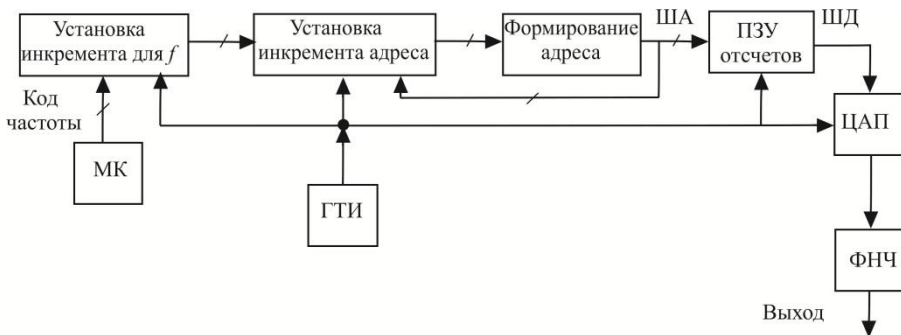 Установка
инкремента для f
Установка
инкремента адреса
Формирование
адреса
ША
ПЗУ
отсчетов
ШД
Код
частоты
МК
ГТИ
ЦАП
ФНЧ
Выход